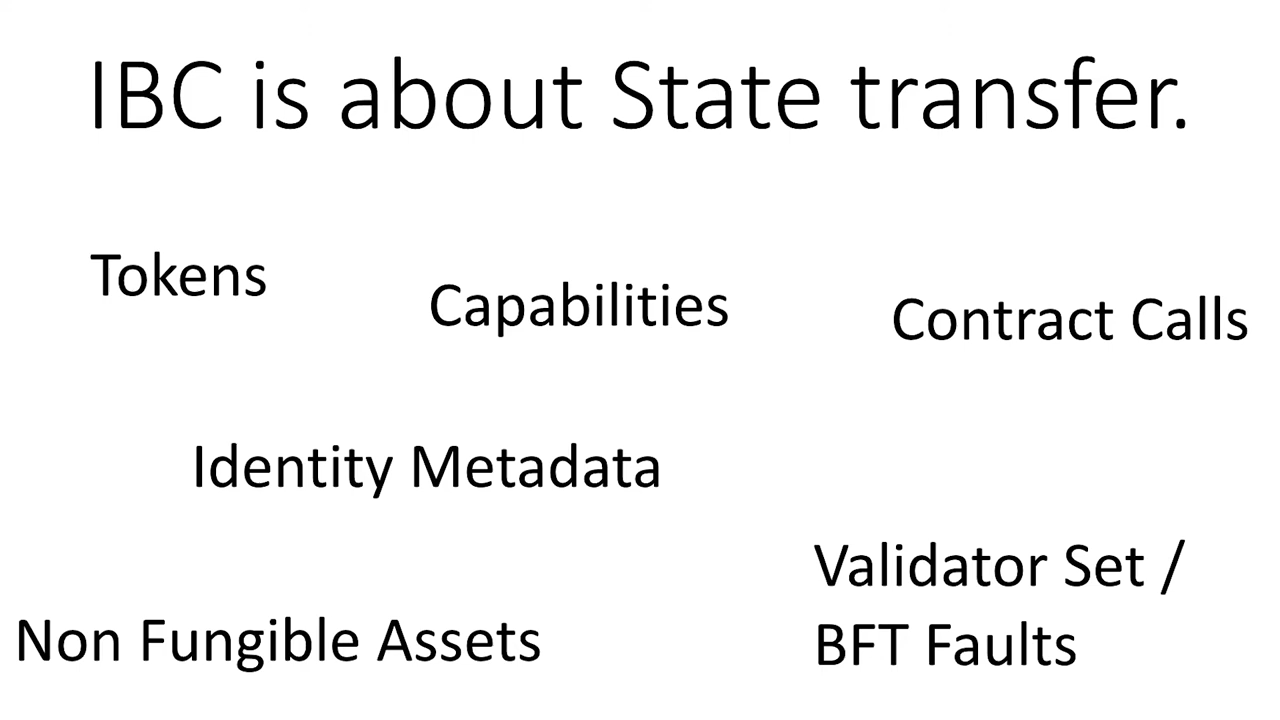 IBC is about State transfer.
Tokens
Capabilities
Contract Calls
Identity Metadata
Validator Set /
BFT Faults
Non Fungible Assets